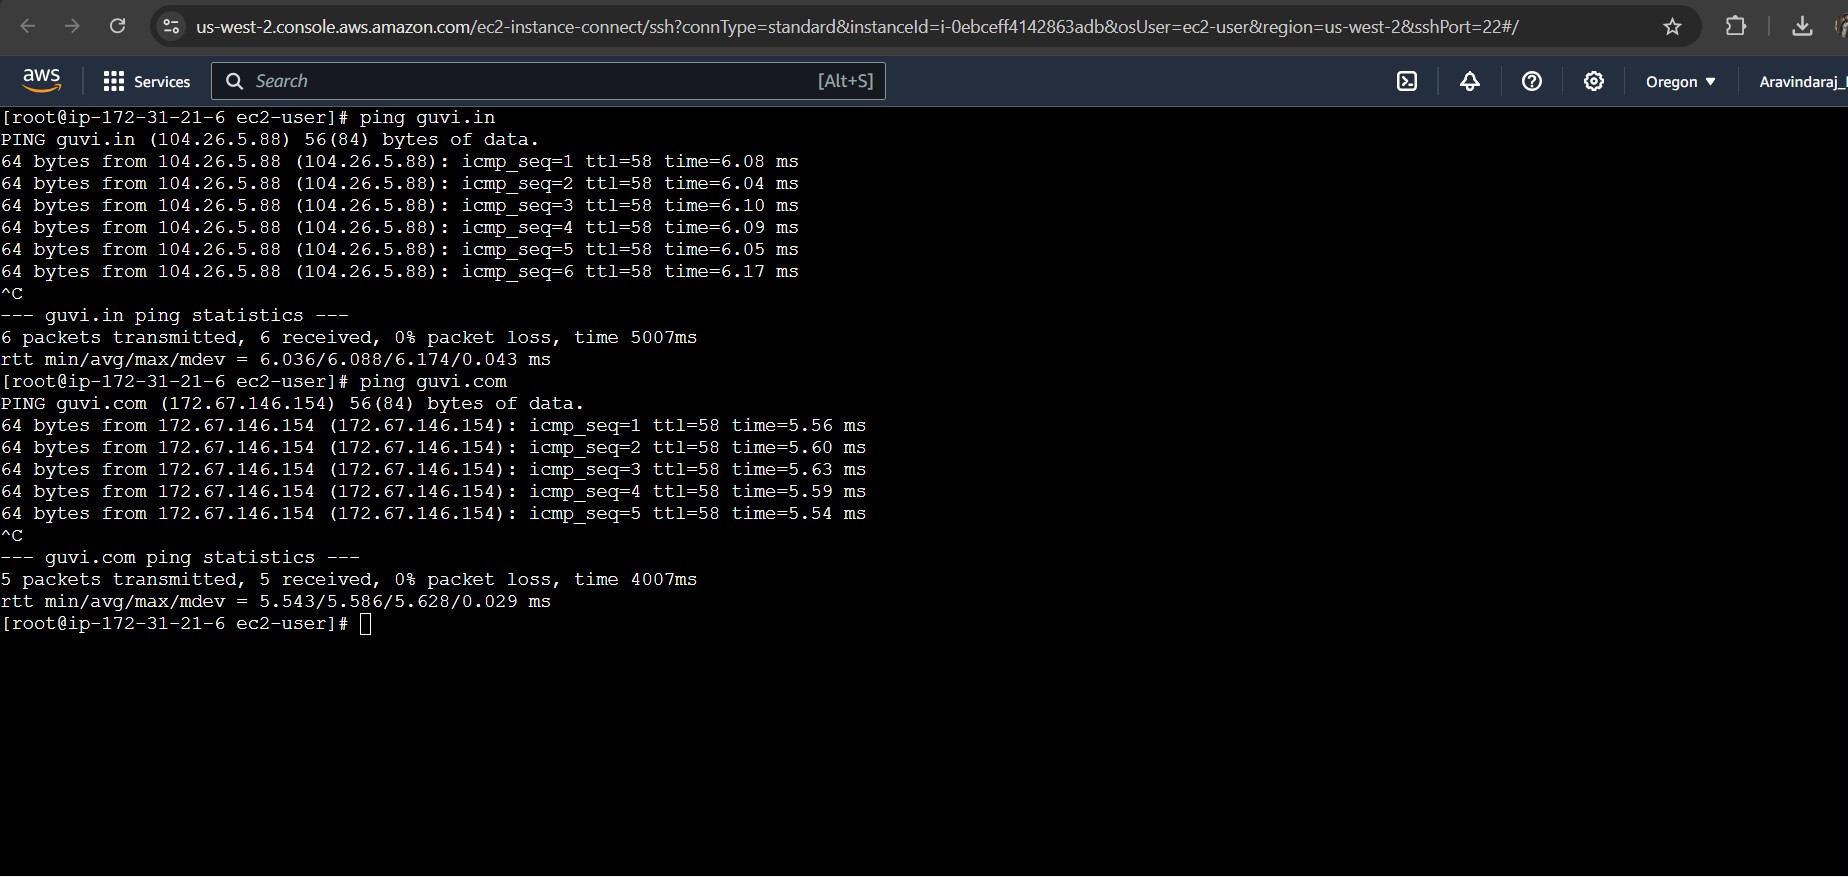 us-west-2.console.aws.amazon.com/ec2-instance-connect/ssh?connType=standard&instanceId=i-0ebceff4142863adb&osUser=ec2-user&region=us-west-2&sshPort=22#/
aws Services Search [Alt+S] Oregon Aravindaraj_
[root@ip-172-31-21-6 ec2-user]# ping guvi.in
PING guvi.in (104.26.5.88) 56(84) bytes of data.
64 bytes from 104.26.5.88 (104.26.5.88): icmp_seq=1 ttl=58 time=6.08 ms
64 bytes from 104.26.5.88 (104.26.5.88): icmp_seq=2 ttl=58 time=6.04 ms
64 bytes from 104.26.5.88 (104.26.5.88): icmp_seq=3 ttl=58 time=6.10 ms
64 bytes from 104.26.5.88 (104.26.5.88): icmp_seq=4 ttl=58 time=6.09 ms
64 bytes from 104.26.5.88 (104.26.5.88): icmp_seq=5 ttl=58 time=6.05 ms
64 bytes from 104.26.5.88 (104.26.5.88): icmp_seq=6 ttl=58 time=6.17 ms
^C
--- guvi.in ping statistics ---
6 packets transmitted, 6 received, 0% packet loss, time 5007ms
rtt min/avg/max/mdev = 6.036/6.088/6.174/0.043 ms
[root@ip-172-31-21-6 ec2-user]# ping guvi.com
PING guvi.com (172.67.146.154) 56(84) bytes of data.
64 bytes from 172.67.146.154 (172.67.146.154): icmp_seq=1 ttl=58 time=5.56 ms
64 bytes from 172.67.146.154 (172.67.146.154): icmp_seq=2 ttl=58 time=5.60 ms
64 bytes from 172.67.146.154 (172.67.146.154): icmp_seq=3 ttl=58 time=5.63 ms
64 bytes from 172.67.146.154 (172.67.146.154): icmp_seq=4 ttl=58 time=5.59 ms
64 bytes from 172.67.146.154 (172.67.146.154): icmp_seq=5 ttl=58 time=5.54 ms
^C
--- guvi.com ping statistics ---
5 packets transmitted, 5 received, 0% packet loss, time 4007ms
rtt min/avg/max/mdev = 5.543/5.586/5.628/0.029 ms
[root@ip-172-31-21-6 ec2-user]#